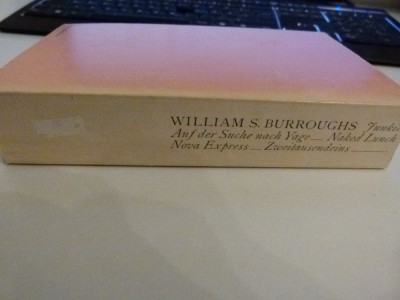 WILLIAM S. BURROUGHS Junkie
Auf der Suche nach Yage — Naked Lunch
Nova Express — Zweitausendeins